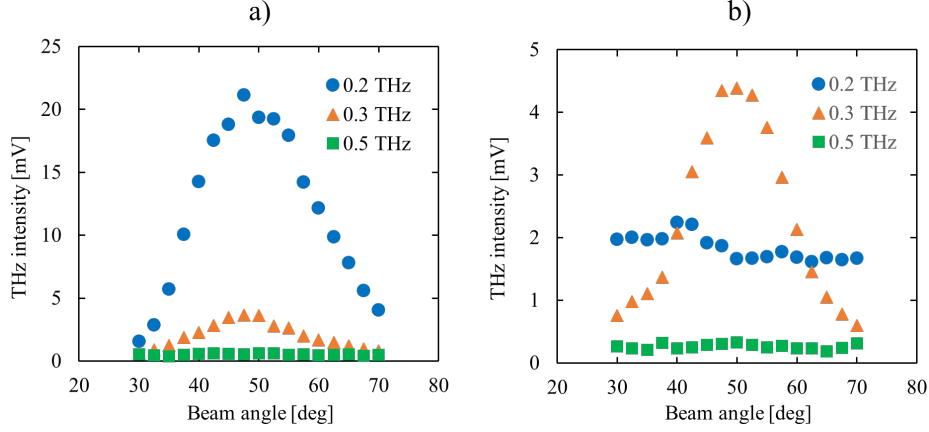 a)
25
20
15
10
5
0
THz intensity [mV]
0.2 THz
0.3 THz
0.5 THz
20 30 40 50 60 70 80
Beam angle [deg]
b)
5
4
3
2
1
0
THz intensity [mV]
0.2 THz
0.3 THz
0.5 THz
20 30 40 50 60 70 80
Beam angle [deg]